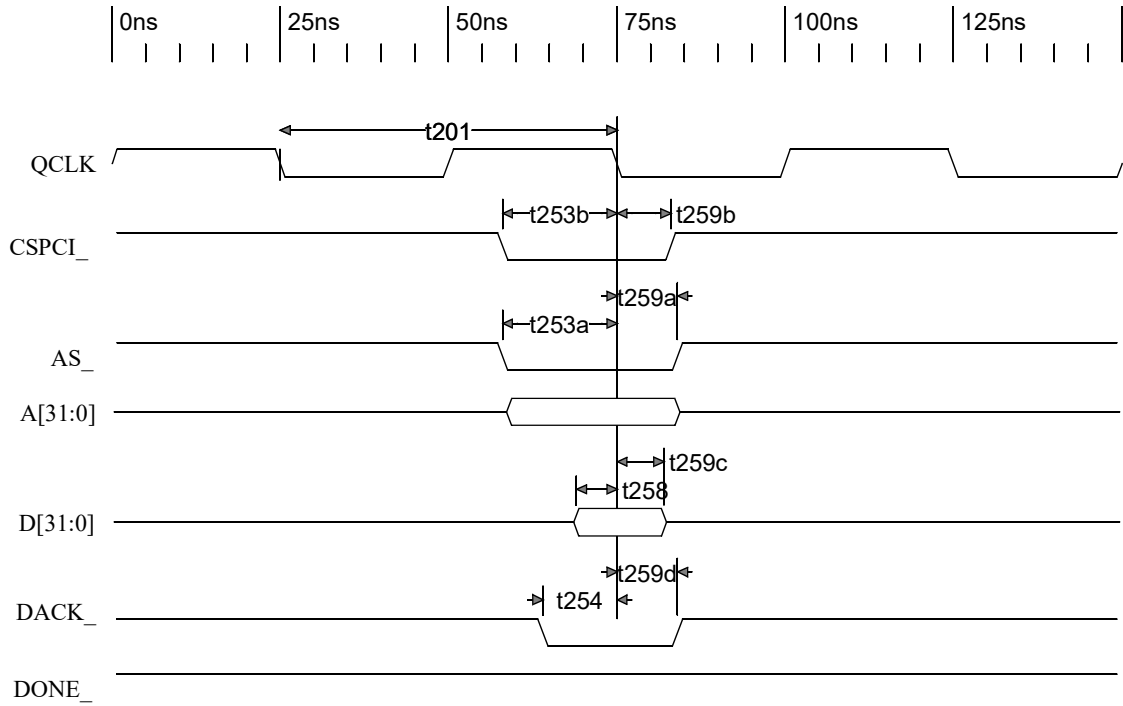 0ns 25ns 50ns 75ns 100ns 125ns
t201
QCLK
t253b t259b
CSPCI_
t259a
t253a
AS_
A[31:0]
t259c
t258
D[31:0]
t259d
t254
DACK_
DONE_